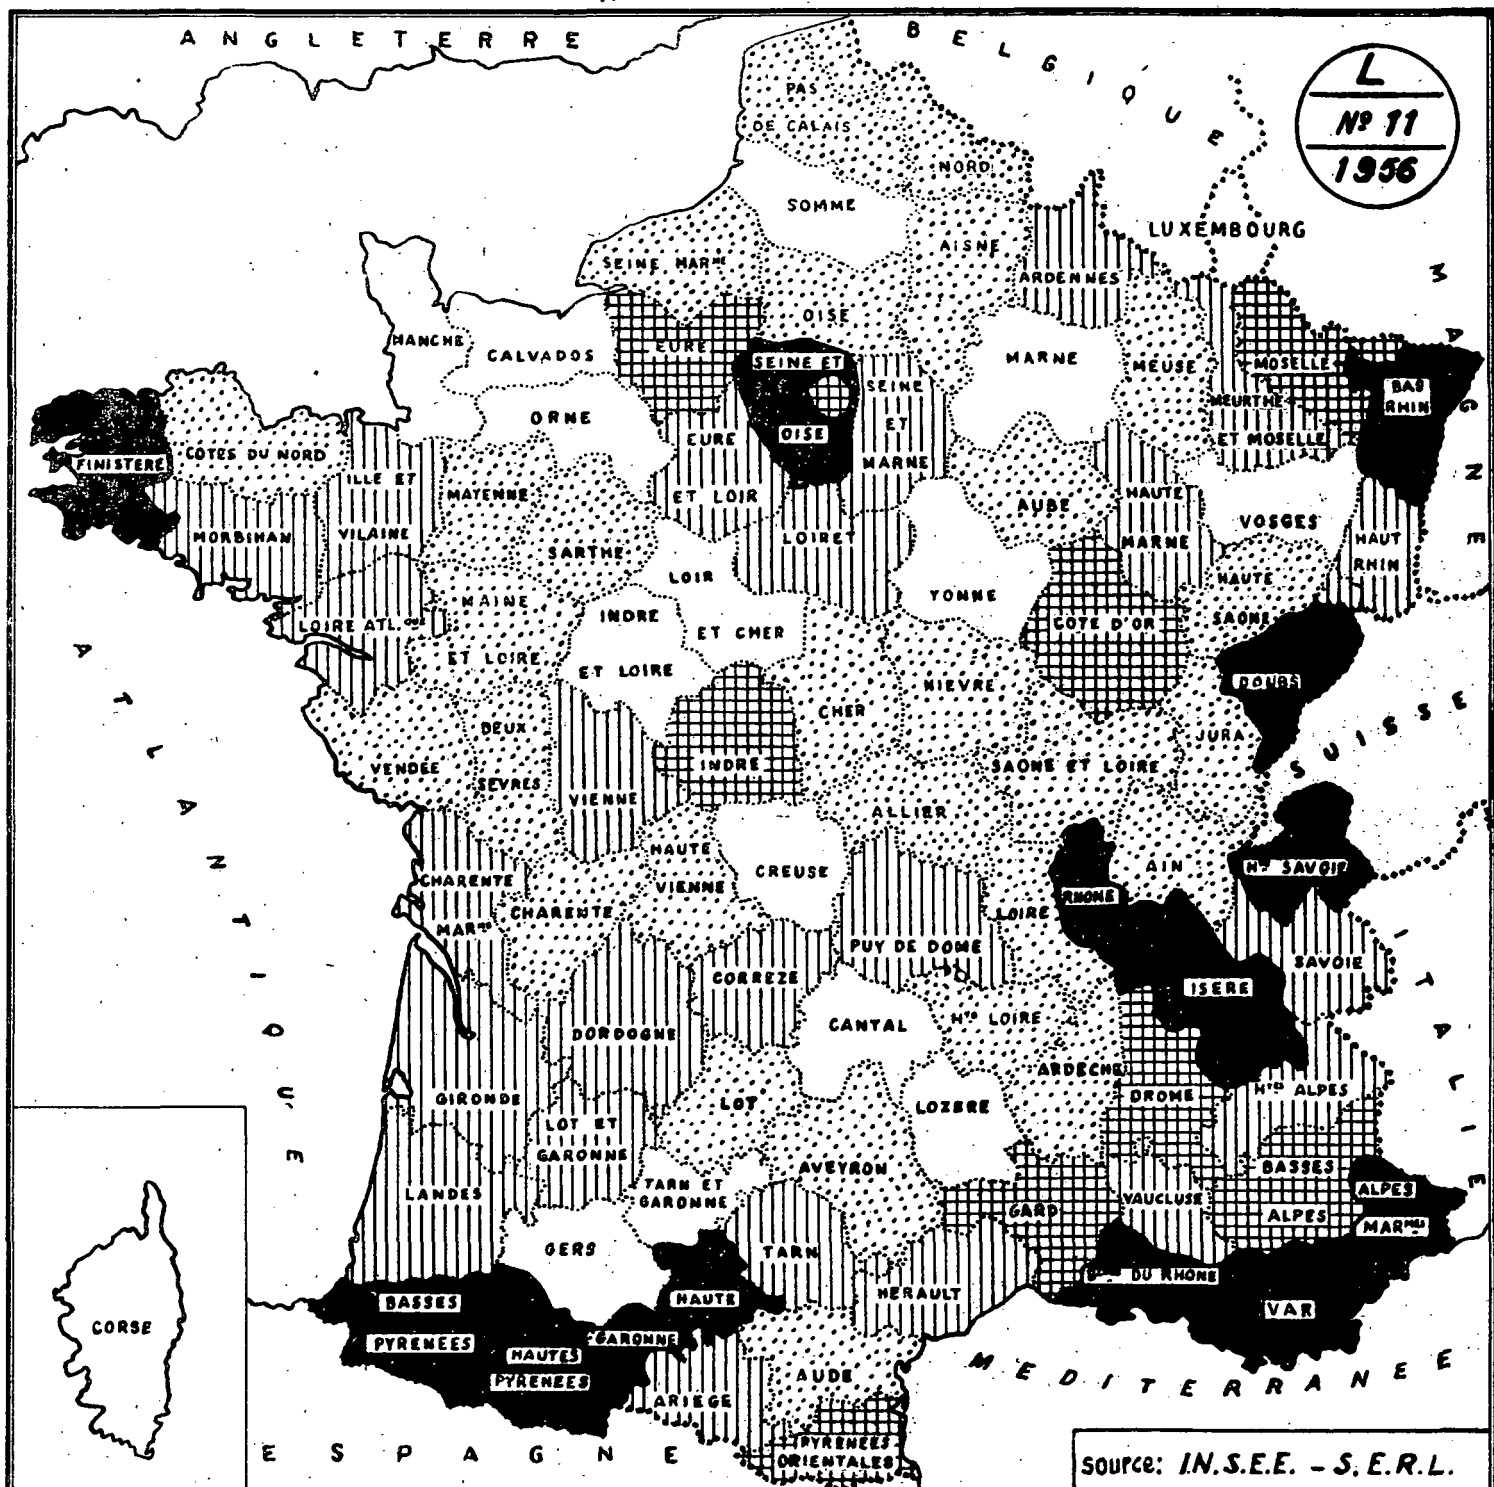 ANGLETERRE
BELGIQUE
L
Nº 11
1956
PAS
DE CALAIS
NORD
SOMME
LUXEMBOURG
SEINE MARME
AISNE
ARDENNES
OISE
ALLEMAGNE
MANCHE
CALVADOS
EURE
SEINE ET
OISE
SEINE
ET
MARNE
MARNE
MEUSE
MOSELLE
MEURTHE
ET MOSELLE
BAS
RHIN
ORNE
FINISTERE
COTES DU NORD
ILLE ET
VILAINE
MAYENNE
EURE
ET LOIR
MORBIHAN
SARTHE
LOIRET
AUBE
HAUTE
MARNE
VOSGES
HAUT
RHIN
LOIR
ET CHER
YONNE
HAUTE
SAONE
COTE D'OR
LOIRE ATL.QUE
MAINE
ET LOIRE
INDRE
ET LOIRE
DOUBS
NIEVRE
CHER
SUISSE
JURA
VENDEE
DEUX
SEVRES
VIENNE
INDRE
SAONE ET LOIRE
ALLIER
ATLANTIQUE
CHARENTE
MARME
CHARENTE
HAUTE
VIENNE
CREUSE
AIN
HTE SAVOIE
RHONE
LOIRE
PUY DE DOME
SAVOIE
ITALIE
CORREZE
ISERE
DORDOGNE
CANTAL
HTE LOIRE
ARDECHE
DROME
HTES ALPES
GIRONDE
LOT
LOZERE
LOT ET
GARONNE
AVEYRON
BASSES
ALPES
ALPES
MARMES
LANDES
TARN ET
GARONNE
GARD
VAUCLUSE
GERS
TARN
HERAULT
DU RHONE
VAR
BASSES
PYRENEES
HAUTE
GARONNE
HAUTES
PYRENEES
CORSE
ARIEGE
AUDE
MEDITERRANEE
PYRENEES
ORIENTALES
ESPAGNE
source: I.N.S.E.E. - S.E.R.L.